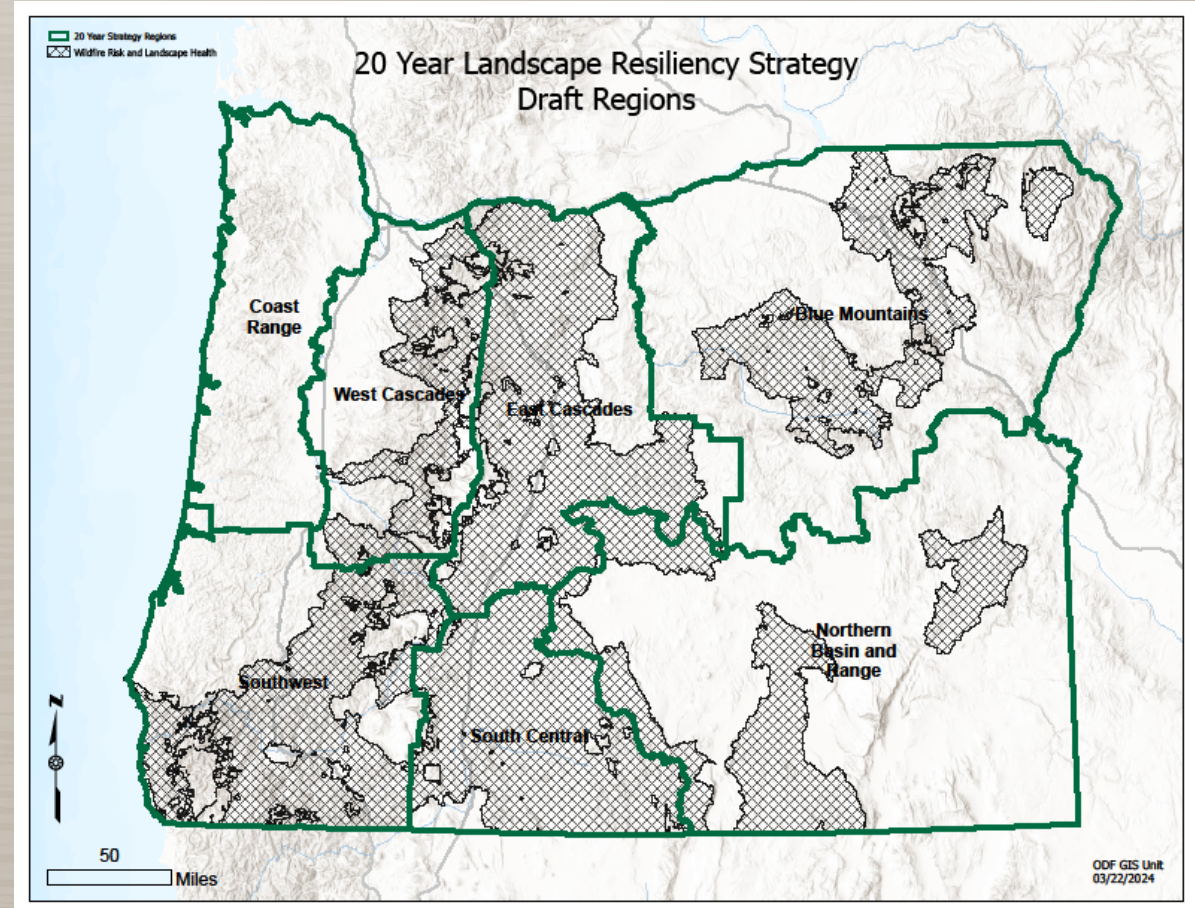 20 Year Strategy Regions
Wildfire Risk and Landscape Health
20 Year Landscape Resiliency Strategy
Draft Regions
Coast
Range
West Cascades
East Cascades
Blue Mountains
Northern
Basin and
Range
Southwest
South Central
N
50
Miles
ODF GIS Unit
03/22/2024